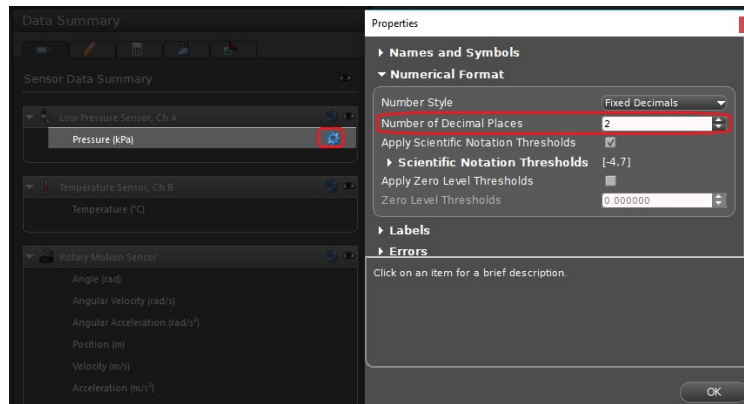 Data Summary
Sensor Data Summary
Low Pressure Sensor, Ch A
Pressure (kPa)
Temperature Sensor, Ch B
Temperature (°C)
Rotary Motion Sensor
Angle (rad)
Angular Velocity (rad/s)
Angular Acceleration (rad/s²)
Position (m)
Velocity (m/s)
Acceleration (m/s²)
Properties
Names and Symbols
Numerical Format
Number Style Fixed Decimals
Number of Decimal Places 2
Apply Scientific Notation Thresholds
Scientific Notation Thresholds [-4,7]
Apply Zero Level Thresholds
Zero Level Thresholds 0.000000
Labels
Errors
Click on an item for a brief description.
OK